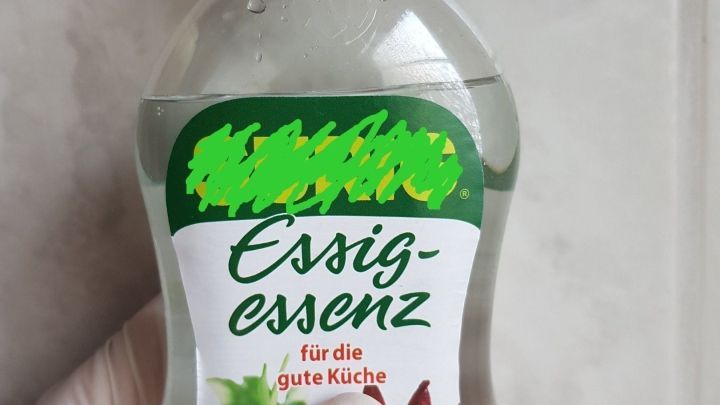 ®
Essig-
essenz
für die
gute Küche